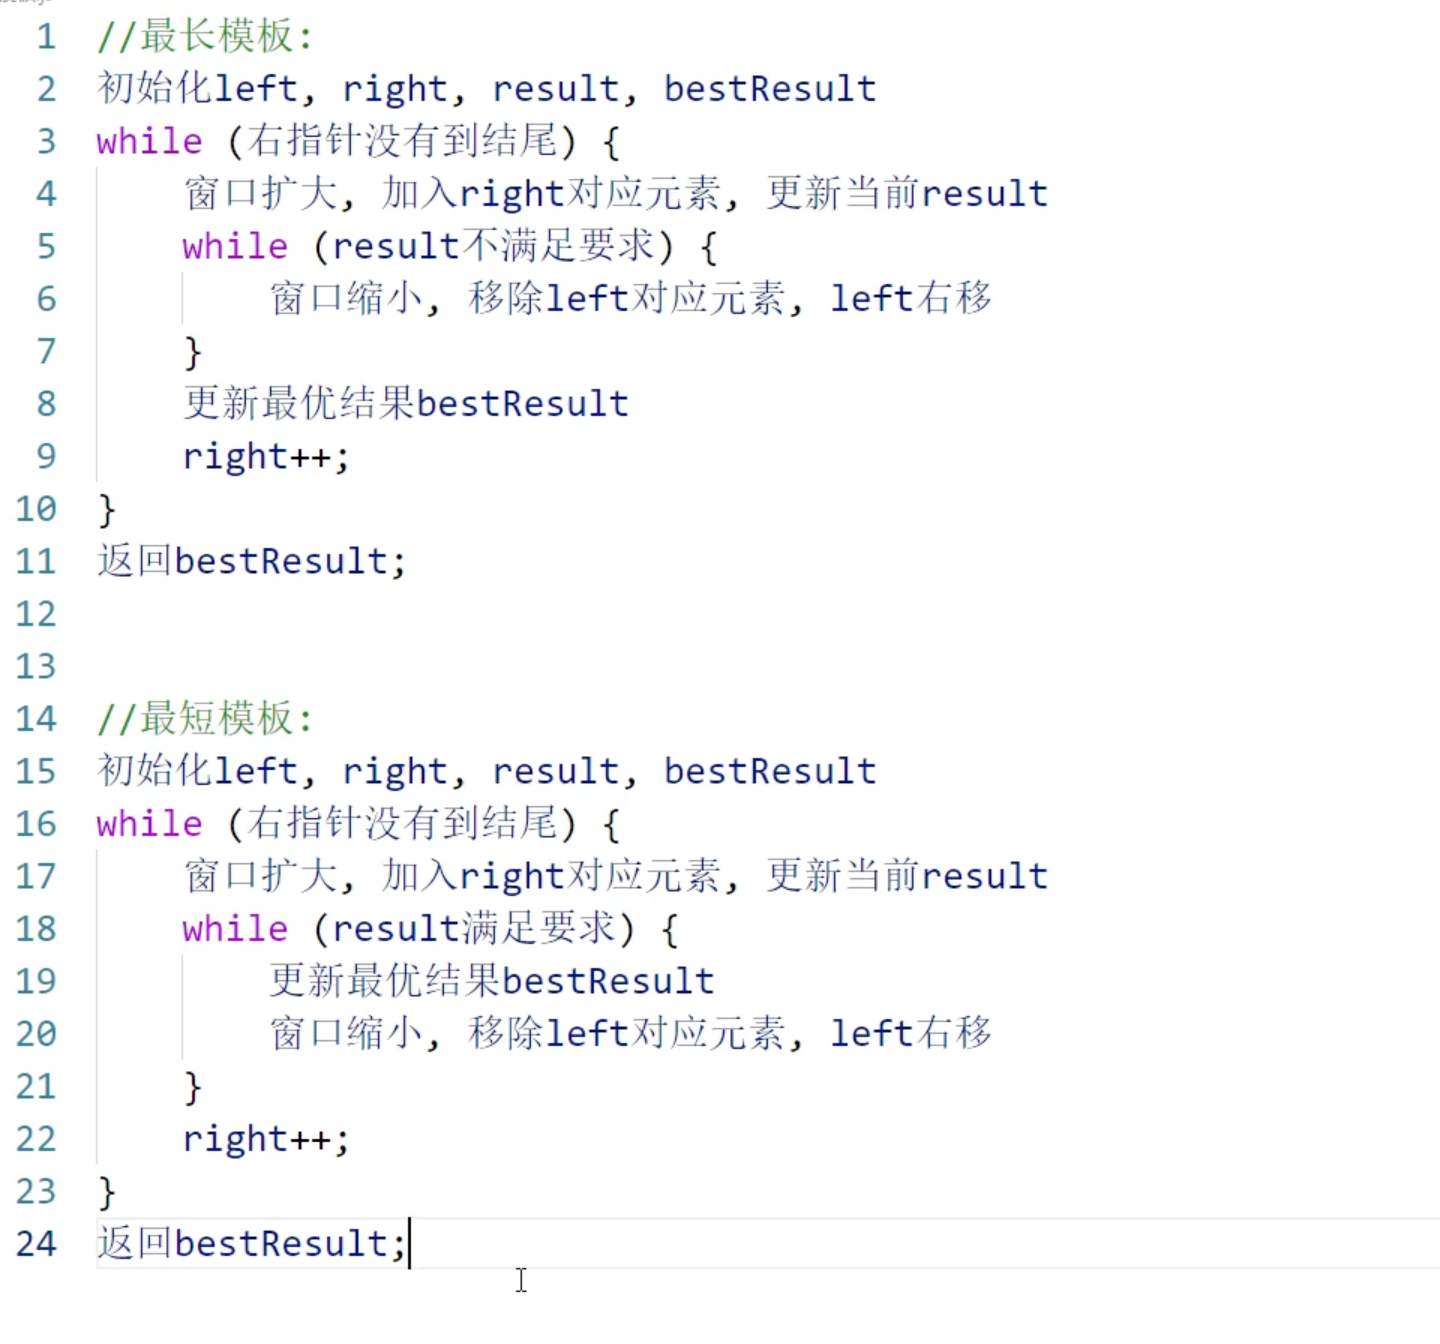 1 //最长模板:
2 初始化left, right, result, bestResult
3 while (右指针没有到结尾) {
4 窗口扩大, 加入right对应元素, 更新当前result
5 while (result不满足要求) {
6 窗口缩小, 移除left对应元素, left右移
7 }
8 更新最优结果bestResult
9 right++;
10 }
11 返回bestResult;
12
13
14 //最短模板:
15 初始化left, right, result, bestResult
16 while (右指针没有到结尾) {
17 窗口扩大, 加入right对应元素, 更新当前result
18 while (result满足要求) {
19 更新最优结果bestResult
20 窗口缩小, 移除left对应元素, left右移
21 }
22 right++;
23 }
24 返回bestResult;